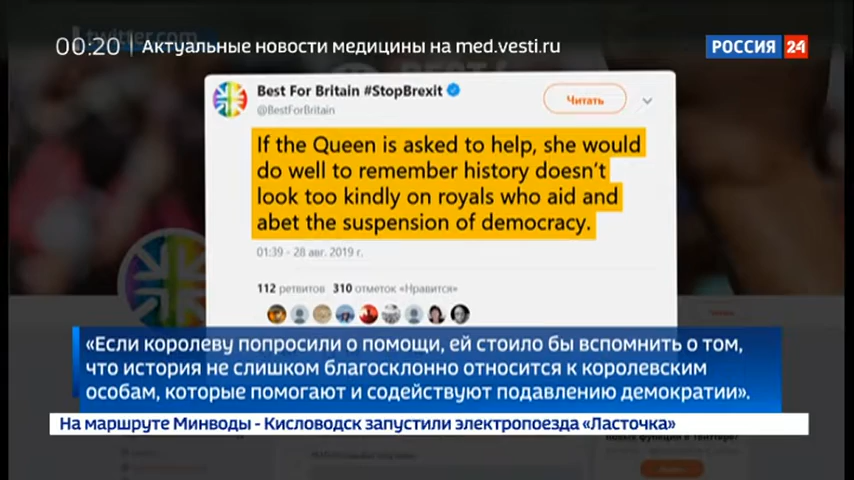 twitter.com
00:20 Актуальные новости медицины на med.vesti.ru
РОССИЯ 24
Best For Britain #StopBrexit
@BestForBritain
Читать
If the Queen is asked to help, she would
do well to remember history doesn't
look too kindly on royals who aid and
abet the suspension of democracy.
01:39 - 28 авг. 2019 г.
112 ретвитов 310 отметок «Нравится»
«Если королеву попросили о помощи, ей стоило бы вспомнить о том,
что история не слишком благосклонно относится к королевским
особам, которые помогают и содействуют подавлению демократии».
На маршруте Минводы - Кисловодск запустили электропоезда «Ласточка»